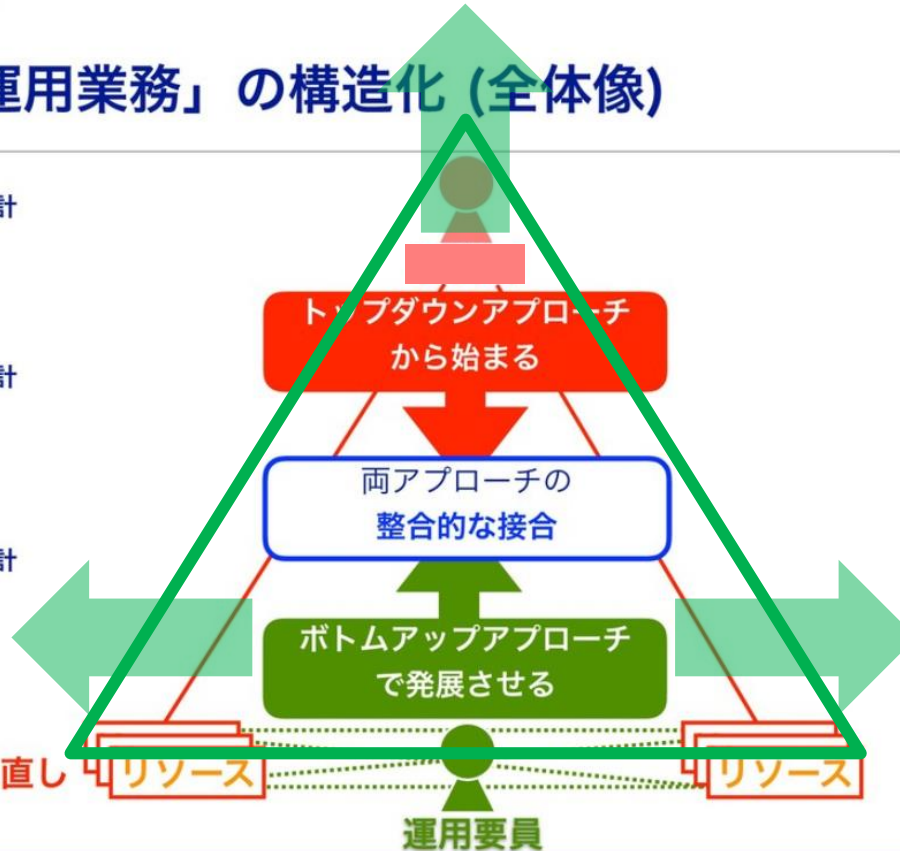 運用業務」の構造化 (全体像)
計
トップダウンアプローチ
から始まる
計
両アプローチの
整合的な接合
計
ボトムアップアプローチ
で発展させる
直し
リソース
リソース
運用要員